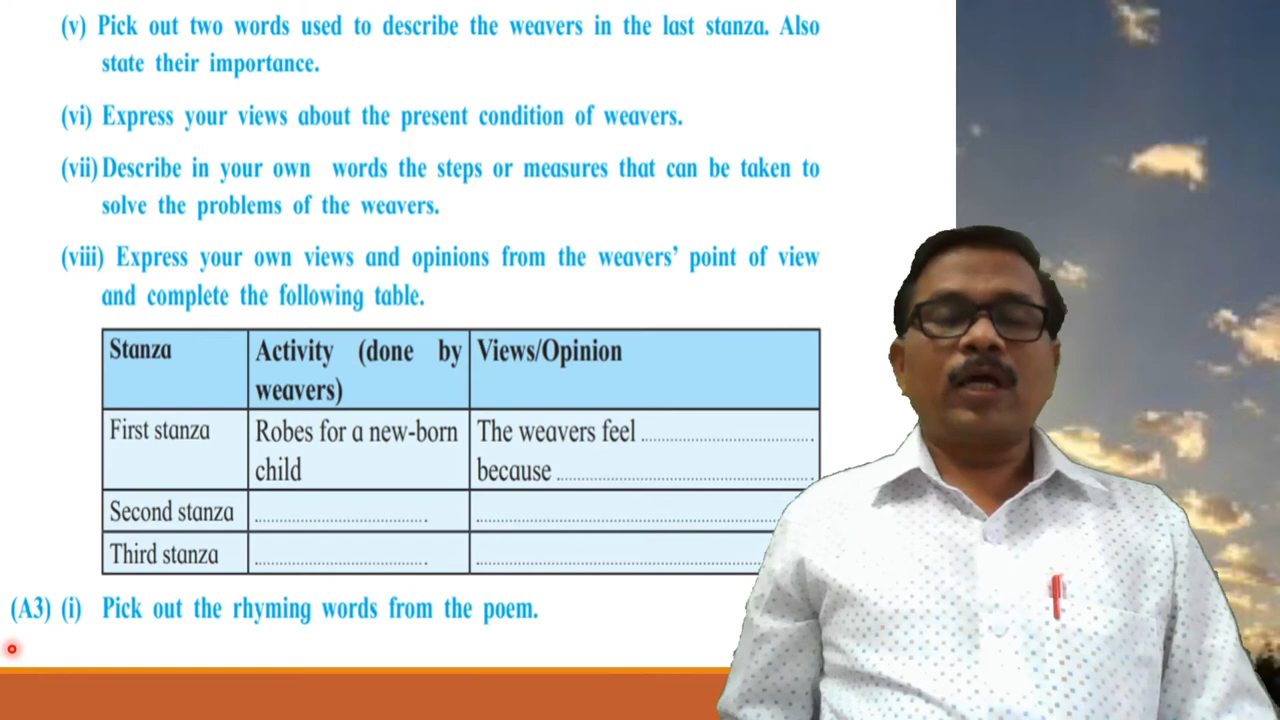 (v) Pick out two words used to describe the weavers in the last stanza. Also
state their importance.
(vi) Express your views about the present condition of weavers.
(vii) Describe in your own words the steps or measures that can be taken to
solve the problems of the weavers.
(viii) Express your own views and opinions from the weavers' point of view
and complete the following table.
Stanza
Activity (done by
weavers)
Views/Opinion
First stanza
Robes for a new-born
child
The weavers feel ..............................
because ..............................
Second stanza
..............................
..............................
Third stanza
..............................
..............................
(A3) (i) Pick out the rhyming words from the poem.